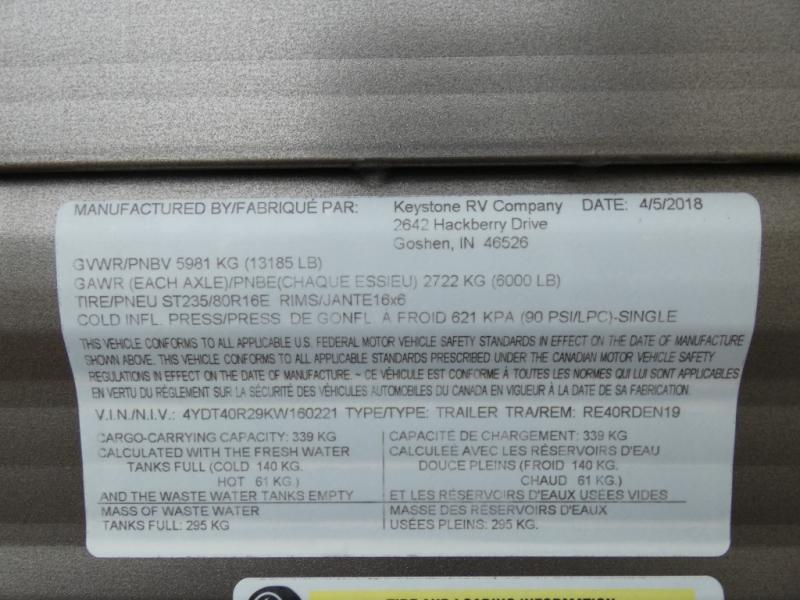 MANUFACTURED BY/FABRIQUÉ PAR: Keystone RV Company DATE: 4/5/2018
2642 Hackberry Drive
Goshen, IN 46526
GVWR/PNBV 5981 KG (13185 LB)
GAWR (EACH AXLE)/PNBE(CHAQUE ESSIEU) 2722 KG (6000 LB)
TIRE/PNEU ST235/80R16E RIMS/JANTE16x6
COLD INFL. PRESS/PRESS. DE GONFL. À FROID 621 KPA (90 PSI/LPC)-SINGLE
THIS VEHICLE CONFORMS TO ALL APPLICABLE U.S. FEDERAL MOTOR VEHICLE SAFETY STANDARDS IN EFFECT ON THE DATE OF MANUFACTURE
SHOWN ABOVE. THIS VEHICLE CONFORMS TO ALL APPLICABLE STANDARDS PRESCRIBED UNDER THE CANADIAN MOTOR VEHICLE SAFETY
REGULATIONS IN EFFECT ON THE DATE OF MANUFACTURE ~ CE VÉHICULE EST CONFORME À TOUTES LES NORMES QUI LUI SONT APPLICABLES
EN VERTU DU RÈGLEMENT SUR LA SÉCURITÉ DES VÉHICULES AUTOMOBILES DU CANADA EN VIGUEUR À LA DATE DE SA FABRICATION.
V.I.N./N.I.V.: 4YDT40R29KW160221 TYPE/TYPE: TRAILER TRA/REM: RE40RDEN19
CARGO-CARRYING CAPACITY: 339 KG
CALCULATED WITH THE FRESH WATER
TANKS FULL (COLD 140 KG.
HOT 61 KG.)
AND THE WASTE WATER TANKS EMPTY
MASS OF WASTE WATER
TANKS FULL: 295 KG
CAPACITÉ DE CHARGEMENT: 339 KG
CALCULÉE AVEC LES RÉSERVOIRS D'EAU
DOUCE PLEINS (FROID 140 KG.
CHAUD 61 KG.)
ET LES RÉSERVOIRS D'EAUX USÉES VIDES
MASSE DES RÉSERVOIRS D'EAUX
USÉES PLEINS: 295 KG.
TIRE AND LOADING INFORMATION